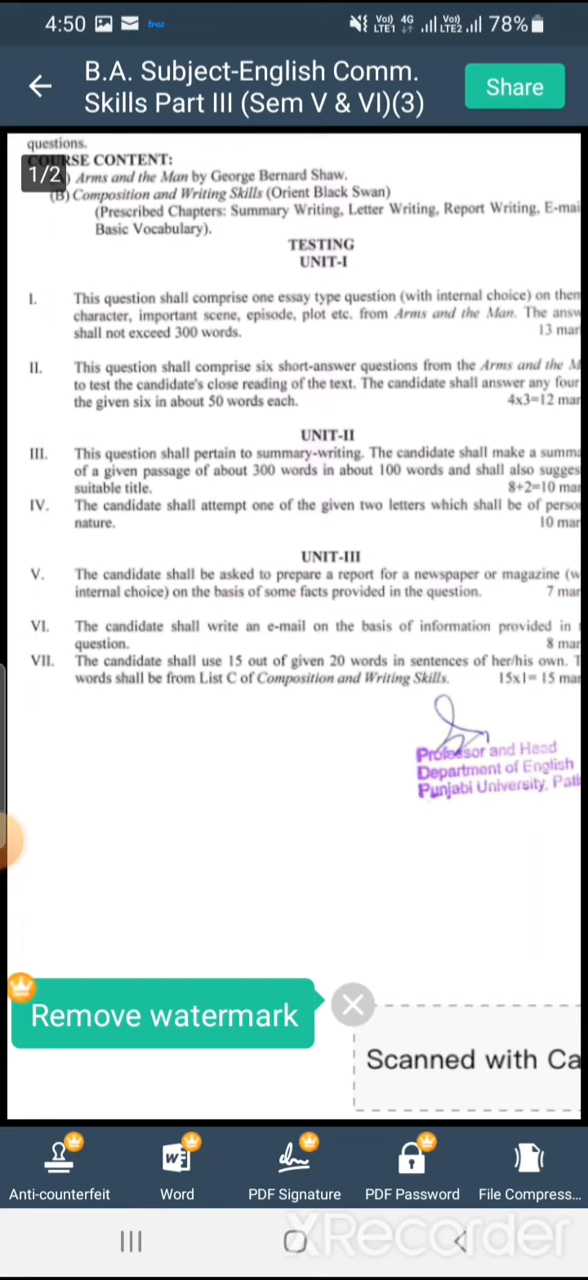 4:50 free Vo)) LTE1 4G Vo)) LTE2 78%
B.A. Subject-English Comm.
Skills Part III (Sem V & VI)(3)
Share
questions.
1/2
COURSE CONTENT:
) Arms and the Man by George Bernard Shaw.
(B) Composition and Writing Skills (Orient Black Swan)
(Prescribed Chapters: Summary Writing, Letter Writing, Report Writing, E-mai
Basic Vocabulary).
TESTING
UNIT-I
I. This question shall comprise one essay type question (with internal choice) on them
character, important scene, episode, plot etc. from Arms and the Man. The answ
shall not exceed 300 words. 13 mar
II. This question shall comprise six short-answer questions from the Arms and the M
to test the candidate's close reading of the text. The candidate shall answer any four
the given six in about 50 words each. 4x3=12 mar
UNIT-II
III. This question shall pertain to summary-writing. The candidate shall make a summa
of a given passage of about 300 words in about 100 words and shall also sugges
suitable title. 8+2=10 mar
IV. The candidate shall attempt one of the given two letters which shall be of person
nature. 10 mar
UNIT-III
V. The candidate shall be asked to prepare a report for a newspaper or magazine (w
internal choice) on the basis of some facts provided in the question. 7 mar
VI. The candidate shall write an e-mail on the basis of information provided in
question. 8 mar
VII. The candidate shall use 15 out of given 20 words in sentences of her/his own. T
words shall be from List C of Composition and Writing Skills. 15x1= 15 mar
Professor and Head
Department of English
Punjabi University, Pati
Remove watermark
Scanned with Ca
Anti-counterfeit
Word
PDF Signature
PDF Password
File Compress...
XRecorder